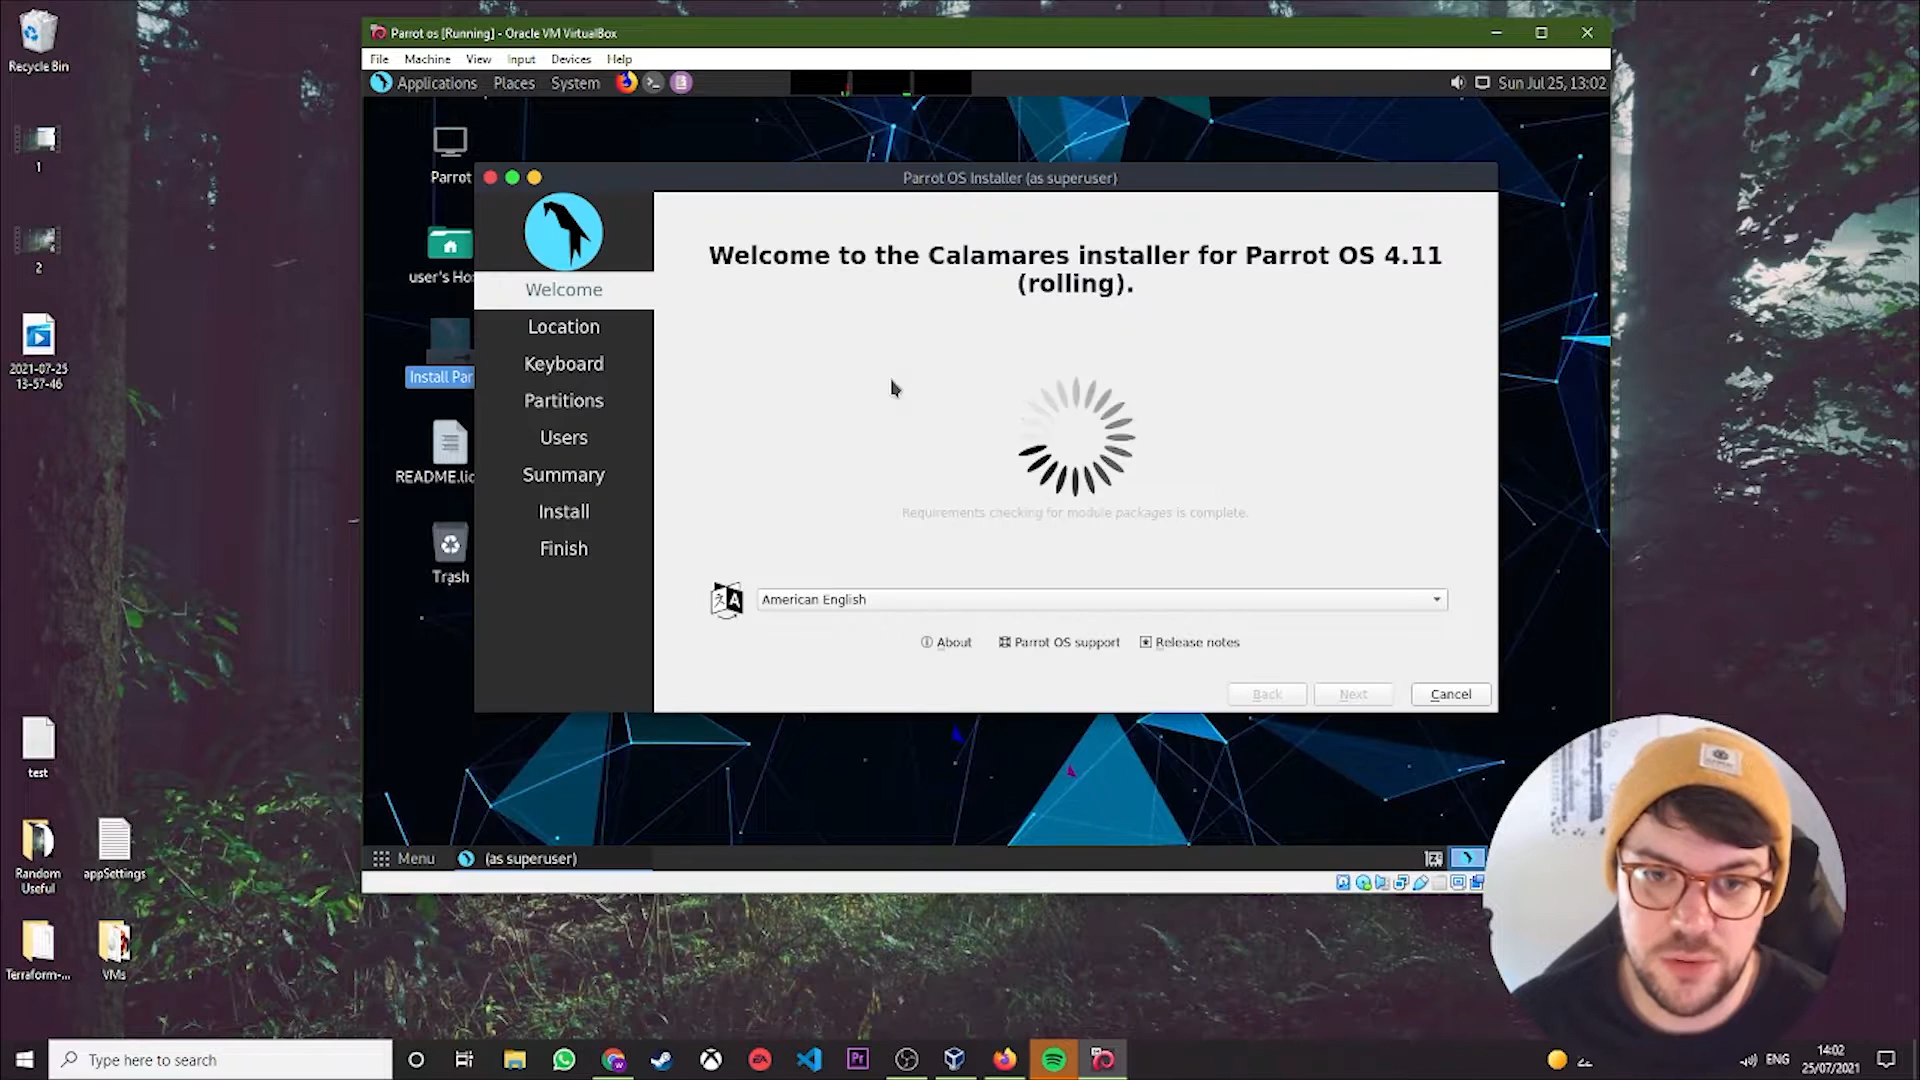 Recycle Bin
1
2
2021-07-25
13-57-46
test
Random
Useful
appSettings
Terraform-...
VMs
Parrot os [Running] - Oracle VM VirtualBox
File Machine View Input Devices Help
Applications Places System
Sun Jul 25, 13:02
Parrot
user's Ho
Install Par
README.lic
Trash
Parrot OS Installer (as superuser)
Welcome
Location
Keyboard
Partitions
Users
Summary
Install
Finish
Welcome to the Calamares installer for Parrot OS 4.11
(rolling).
Requirements checking for module packages is complete.
American English
About Parrot OS support Release notes
Back Next Cancel
Menu (as superuser)
Type here to search
ENG
14:02
25/07/2021